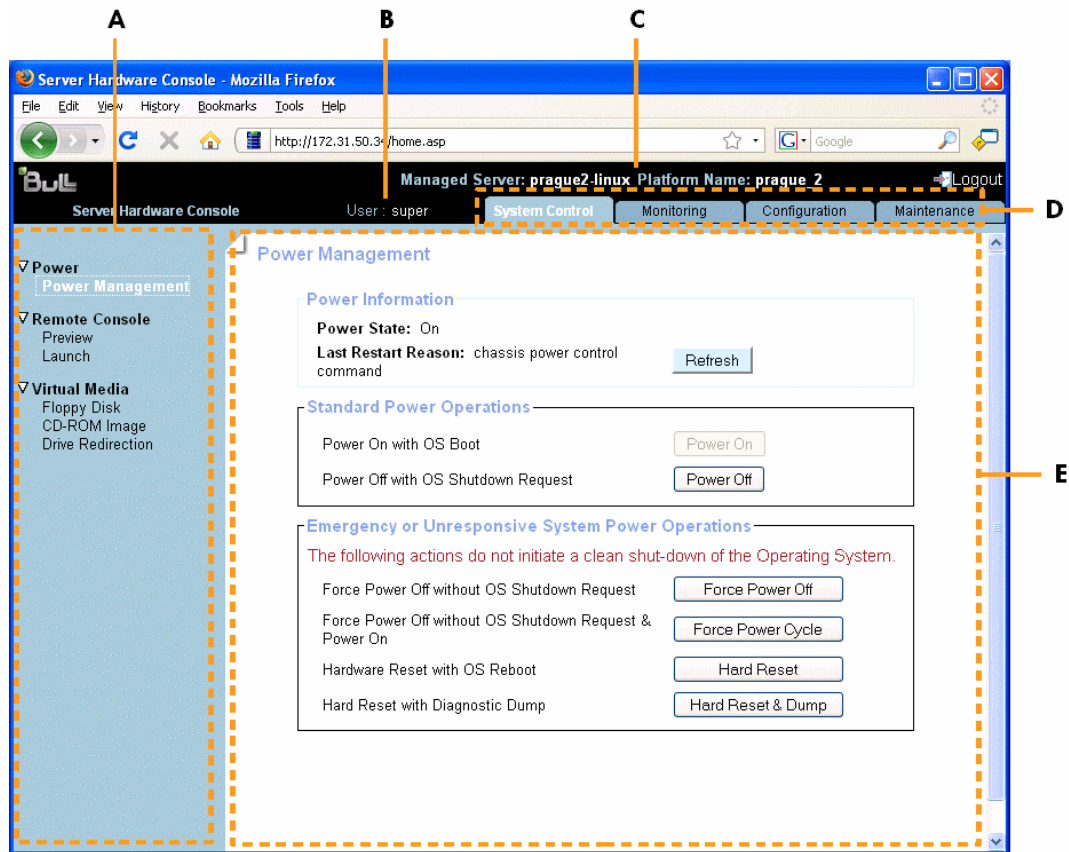 A
B
C
Server Hardware Console - Mozilla Firefox
File Edit View History Bookmarks Tools Help
http://172.31.50.34/home.asp
G Google
Bull
Managed Server: prague2-linux Platform Name: prague_2
Logout
Server Hardware Console
User : super
System Control
Monitoring
Configuration
Maintenance
D
Power
Power Management
Remote Console
Preview
Launch
Virtual Media
Floppy Disk
CD-ROM Image
Drive Redirection
Power Management
Power Information
Power State: On
Last Restart Reason: chassis power control
command
Refresh
Standard Power Operations
Power On with OS Boot
Power On
Power Off with OS Shutdown Request
Power Off
E
Emergency or Unresponsive System Power Operations
The following actions do not initiate a clean shut-down of the Operating System.
Force Power Off without OS Shutdown Request
Force Power Off
Force Power Off without OS Shutdown Request &
Power On
Force Power Cycle
Hardware Reset with OS Reboot
Hard Reset
Hard Reset with Diagnostic Dump
Hard Reset & Dump